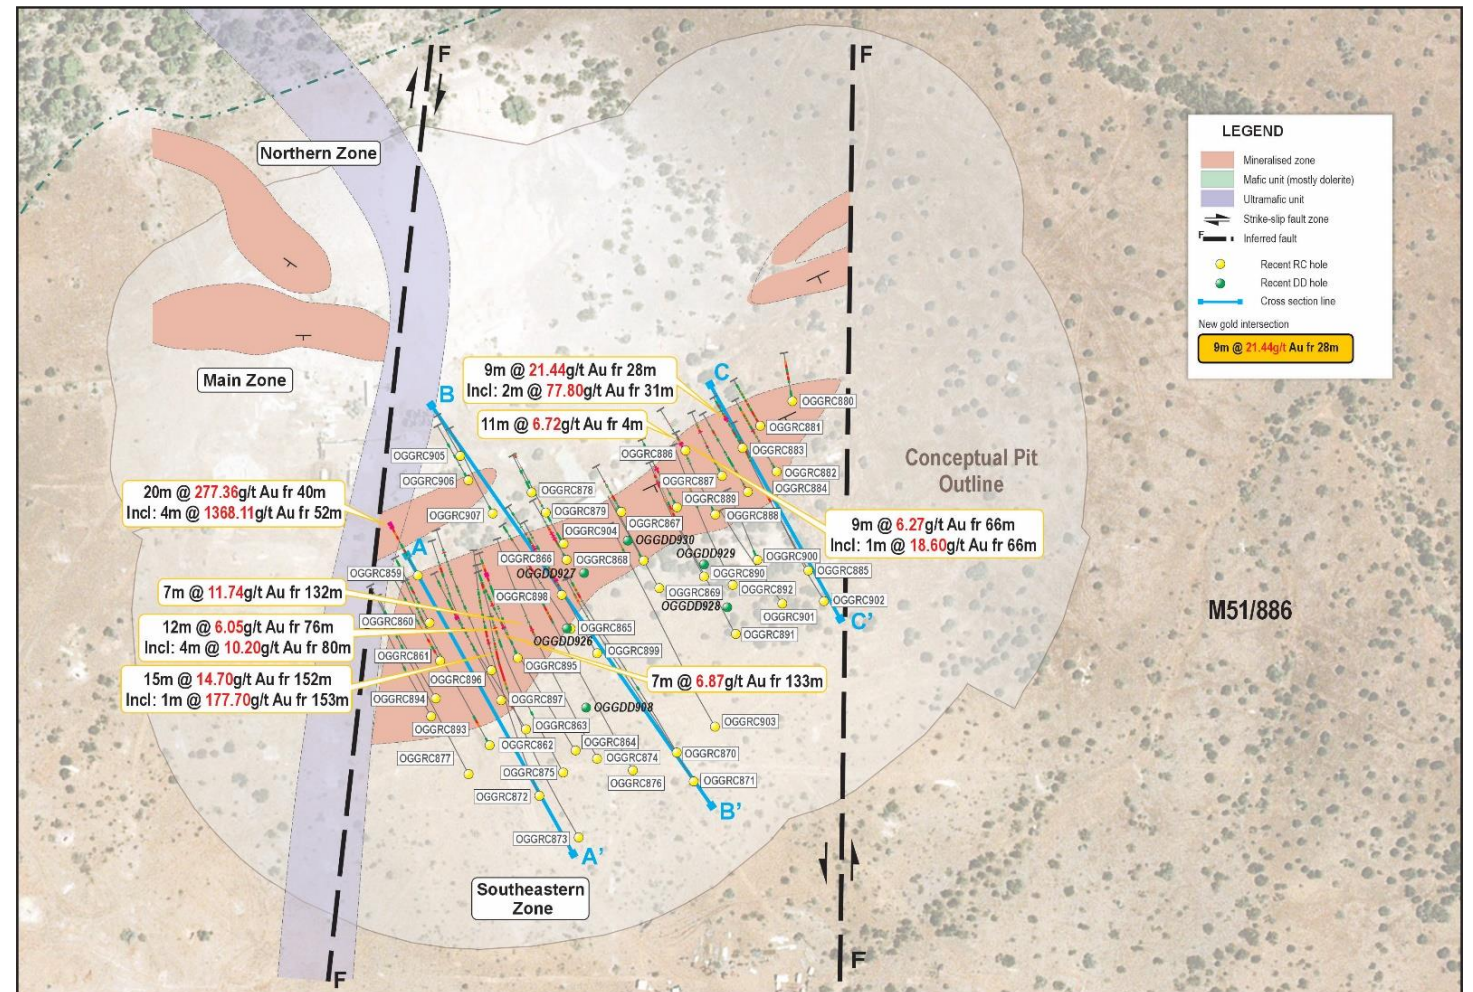 F
F
LEGEND
Mineralised zone
Mafic unit (mostly dolerite)
Ultramafic unit
Strike-slip fault zone
F
Inferred fault
Recent RC hole
Recent DD hole
Cross section line
New gold intersection
9m @ 21.44g/t Au fr 28m
Northern Zone
Main Zone
9m @ 21.44g/t Au fr 28m
Incl: 2m @ 77.80g/t Au fr 31m
11m @ 6.72g/t Au fr 4m
B
C
OGGRC880
OGGRC881
OGGRC883
OGGRC886
OGGRC905
OGGRC882
OGGRC887
OGGRC906
OGGRC884
OGGRC878
OGGRC889
Conceptual Pit
Outline
20m @ 277.36g/t Au fr 40m
Incl: 4m @ 1368.11g/t Au fr 52m
OGGRC907
OGGRC879
OGGRC867
OGGRC888
OGGRC904
9m @ 6.27g/t Au fr 66m
Incl: 1m @ 18.60g/t Au fr 66m
OGGDD930
OGGDD929
A
OGGRC866
OGGRC868
OGGRC900
OGGRC859
OGGDD927
OGGRC890
OGGRC885
7m @ 11.74g/t Au fr 132m
OGGRC898
OGGRC869
OGGRC892
OGGDD928
OGGRC902
OGGRC901
C'
M51/886
OGGRC860
12m @ 6.05g/t Au fr 76m
Incl: 4m @ 10.20g/t Au fr 80m
OGGRC865
OGGRC891
OGGDD926
OGGRC899
OGGRC861
OGGRC895
15m @ 14.70g/t Au fr 152m
Incl: 1m @ 177.70g/t Au fr 153m
OGGRC896
7m @ 6.87g/t Au fr 133m
OGGRC894
OGGRC897
OGGDD908
OGGRC893
OGGRC863
OGGRC903
OGGRC862
OGGRC864
OGGRC877
OGGRC874
OGGRC870
OGGRC875
OGGRC876
OGGRC871
OGGRC872
B'
OGGRC873
A'
Southeastern
Zone
F
F